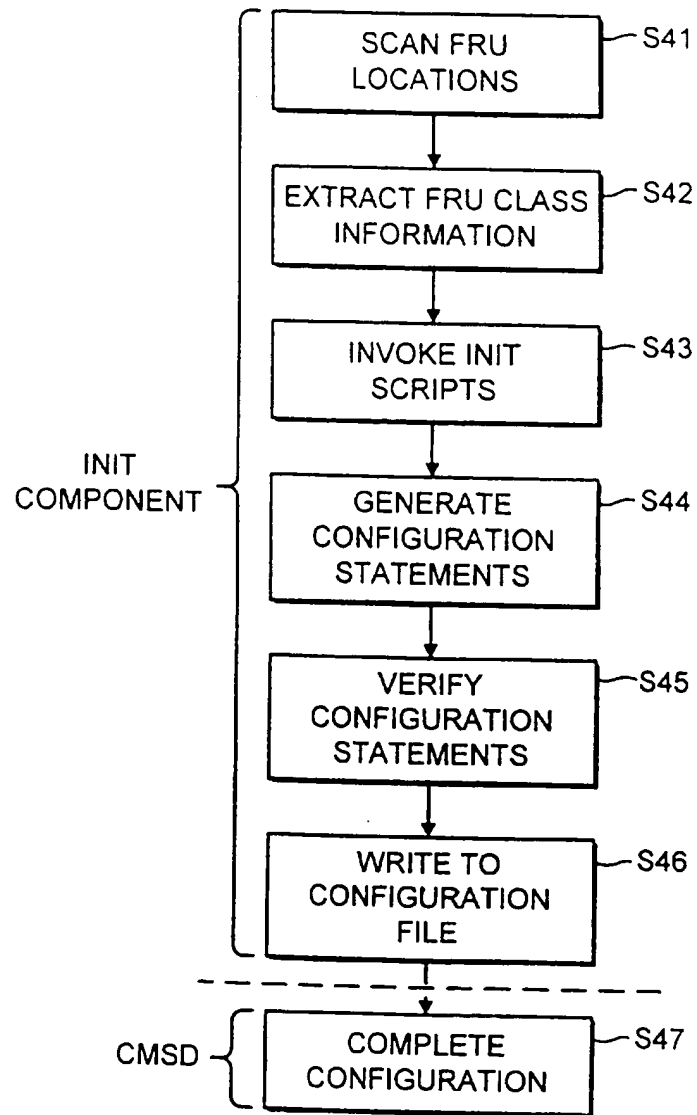 SCAN FRU
LOCATIONS
S41
EXTRACT FRU CLASS
INFORMATION
S42
INVOKE INIT
SCRIPTS
S43
INIT
COMPONENT
GENERATE
CONFIGURATION
STATEMENTS
S44
VERIFY
CONFIGURATION
STATEMENTS
S45
WRITE TO
CONFIGURATION
FILE
S46
CMSD
COMPLETE
CONFIGURATION
S47